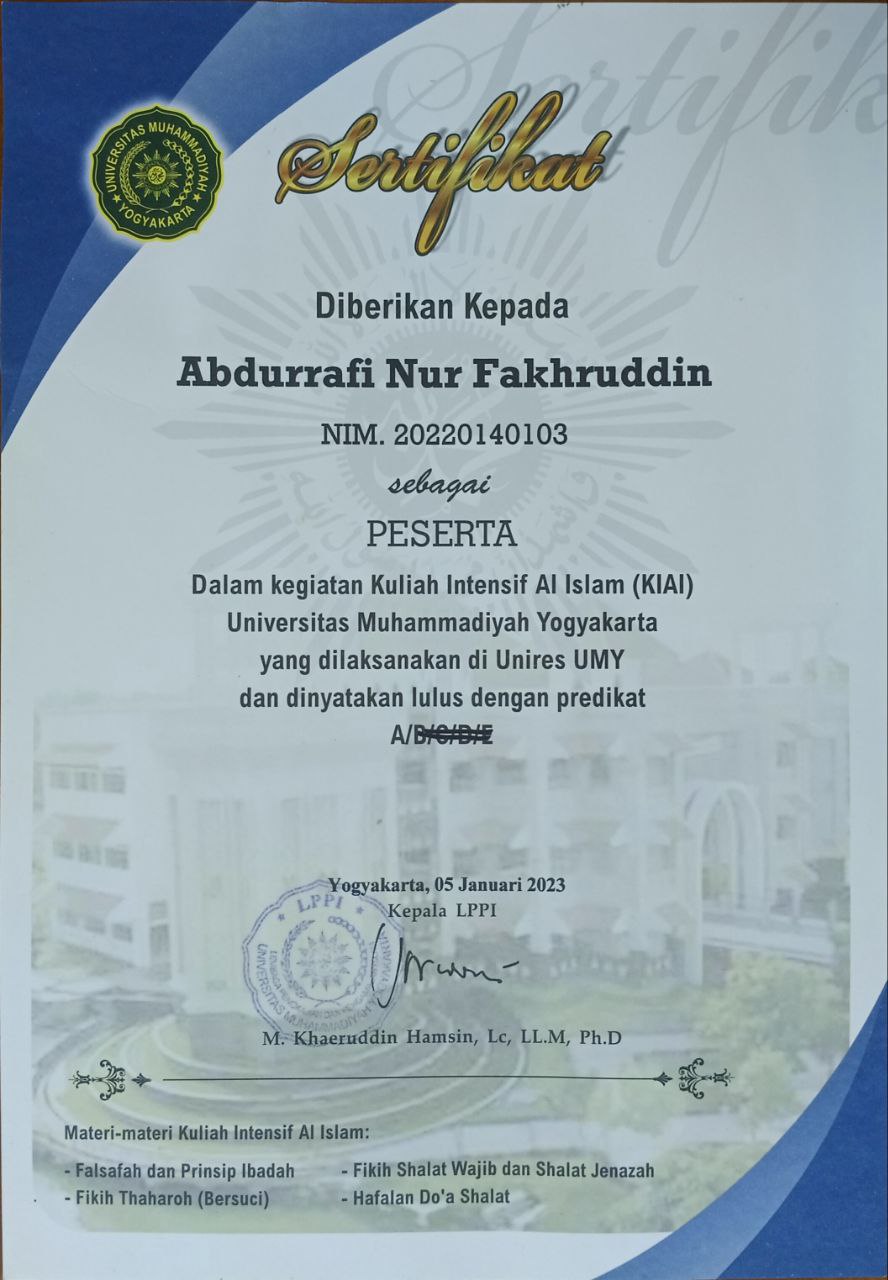 UNIVERSITAS MUHAMMADIYAH
YOGYAKARTA
Sertifikat
Diberikan Kepada
Abdurrafi Nur Fakhruddin
NIM. 20220140103
sebagai
PESERTA
Dalam kegiatan Kuliah Intensif Al Islam (KIAI)
Universitas Muhammadiyah Yogyakarta
yang dilaksanakan di Unires UMY
dan dinyatakan lulus dengan predikat
A/B/C/D/E
Yogyakarta, 05 Januari 2023
Kepala LPPI
LPPI
UNIVERSITAS MUHAMMADIYAH YOGYAKARTA
M. Khaeruddin Hamsin, Lc, LL.M, Ph.D
Materi-materi Kuliah Intensif Al Islam:
- Falsafah dan Prinsip Ibadah
- Fikih Thaharoh (Bersuci)
- Fikih Shalat Wajib dan Shalat Jenazah
- Hafalan Do'a Shalat